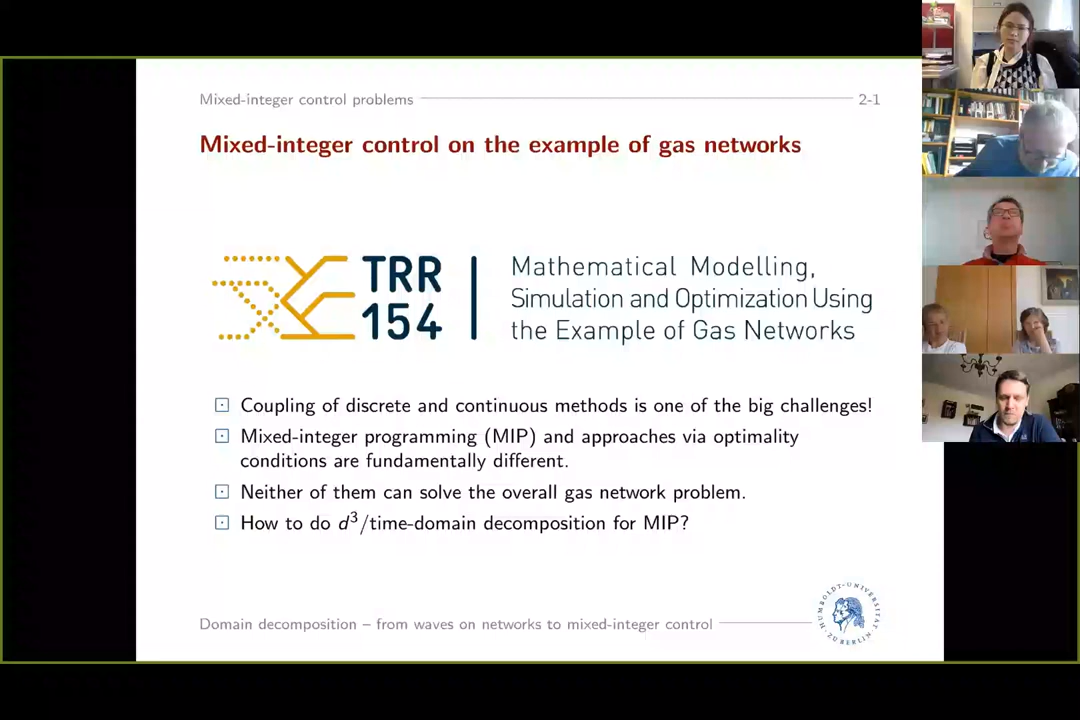 Mixed-integer control problems 2-1
Mixed-integer control on the example of gas networks
TRR
154
Mathematical Modelling,
Simulation and Optimization Using
the Example of Gas Networks
Coupling of discrete and continuous methods is one of the big challenges!
Mixed-integer programming (MIP) and approaches via optimality
conditions are fundamentally different.
Neither of them can solve the overall gas network problem.
How to do d³/time-domain decomposition for MIP?
Domain decomposition – from waves on networks to mixed-integer control
HUMBOLDT-UNIVERSITÄT
ZU BERLIN